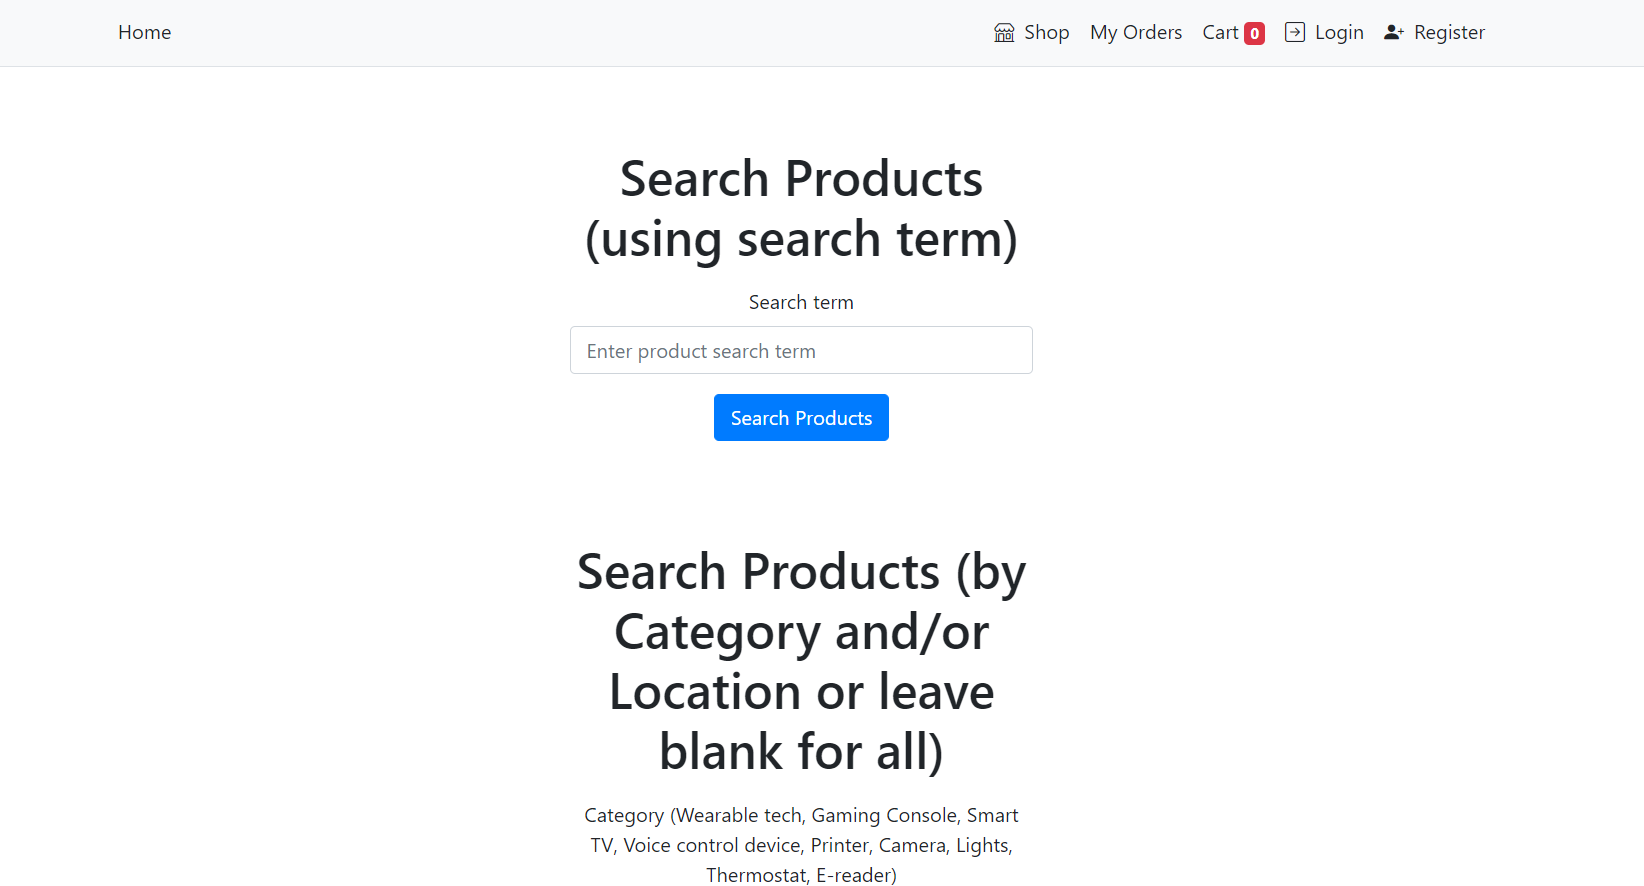 Home Shop My Orders Cart 0 Login Register
Search Products
(using search term)
Search term
Enter product search term
Search Products
Search Products (by
Category and/or
Location or leave
blank for all)
Category (Wearable tech, Gaming Console, Smart
TV, Voice control device, Printer, Camera, Lights,
Thermostat, E-reader)